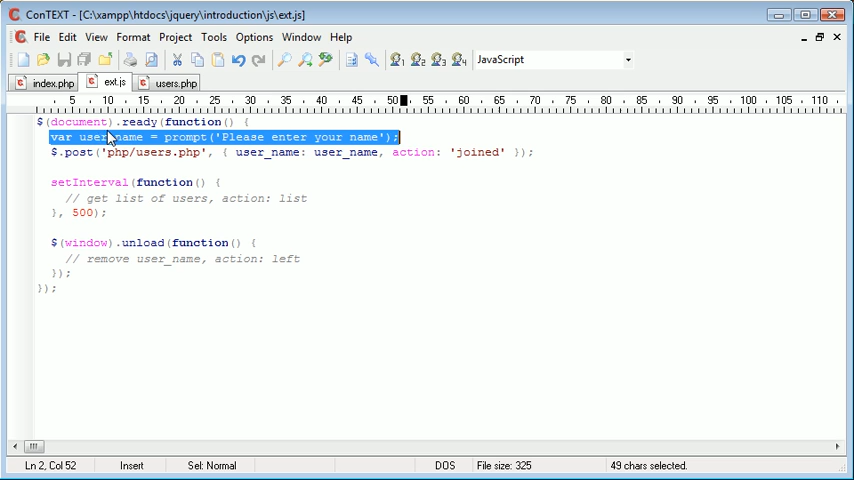 ConTEXT - [C:\xampp\htdocs\jquery\introduction\js\ext.js]
File Edit View Format Project Tools Options Window Help
1 2 3 4 JavaScript
index.php ext.js users.php
5 10 15 20 25 30 35 40 45 50 55 60 65 70 75 80 85 90 95 100 105 110
$(document).ready(function() {
var user_name = prompt('Please enter your name');
$.post('php/users.php', { user_name: user_name, action: 'joined' });
setInterval(function() {
// get list of users, action: list
}, 500);
$(window).unload(function() {
// remove user_name, action: left
});
});
Ln 2, Col 52 Insert Sel: Normal DOS File size: 325 49 chars selected.